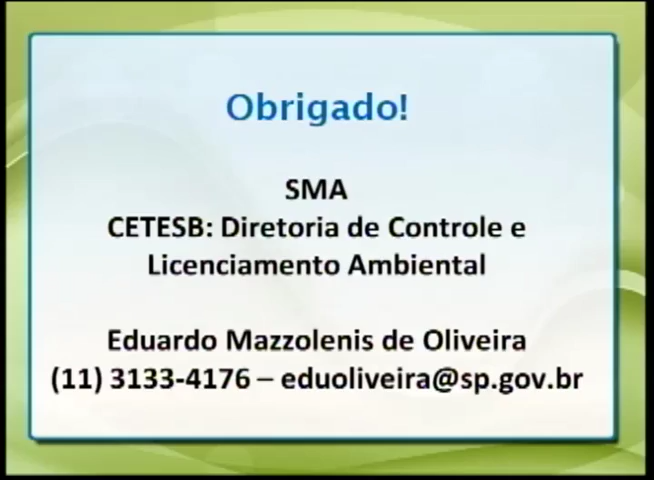 Obrigado!
SMA
CETESB: Diretoria de Controle e
Licenciamento Ambiental
Eduardo Mazzolenis de Oliveira
(11) 3133-4176 – eduoliveira@sp.gov.br